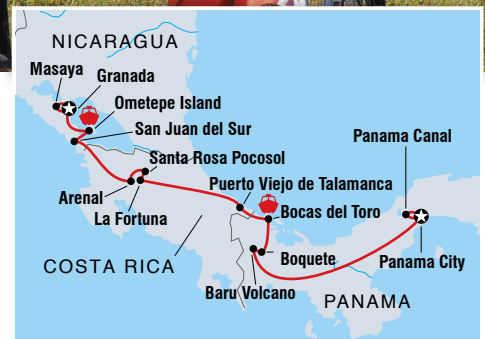 NICARAGUA
Masaya
Granada
Ometepe Island
San Juan del Sur
Panama Canal
Santa Rosa Pocosol
Arenal
Puerto Viejo de Talamanca
La Fortuna
Bocas del Toro
COSTA RICA
Boquete
Panama City
Baru Volcano
PANAMA